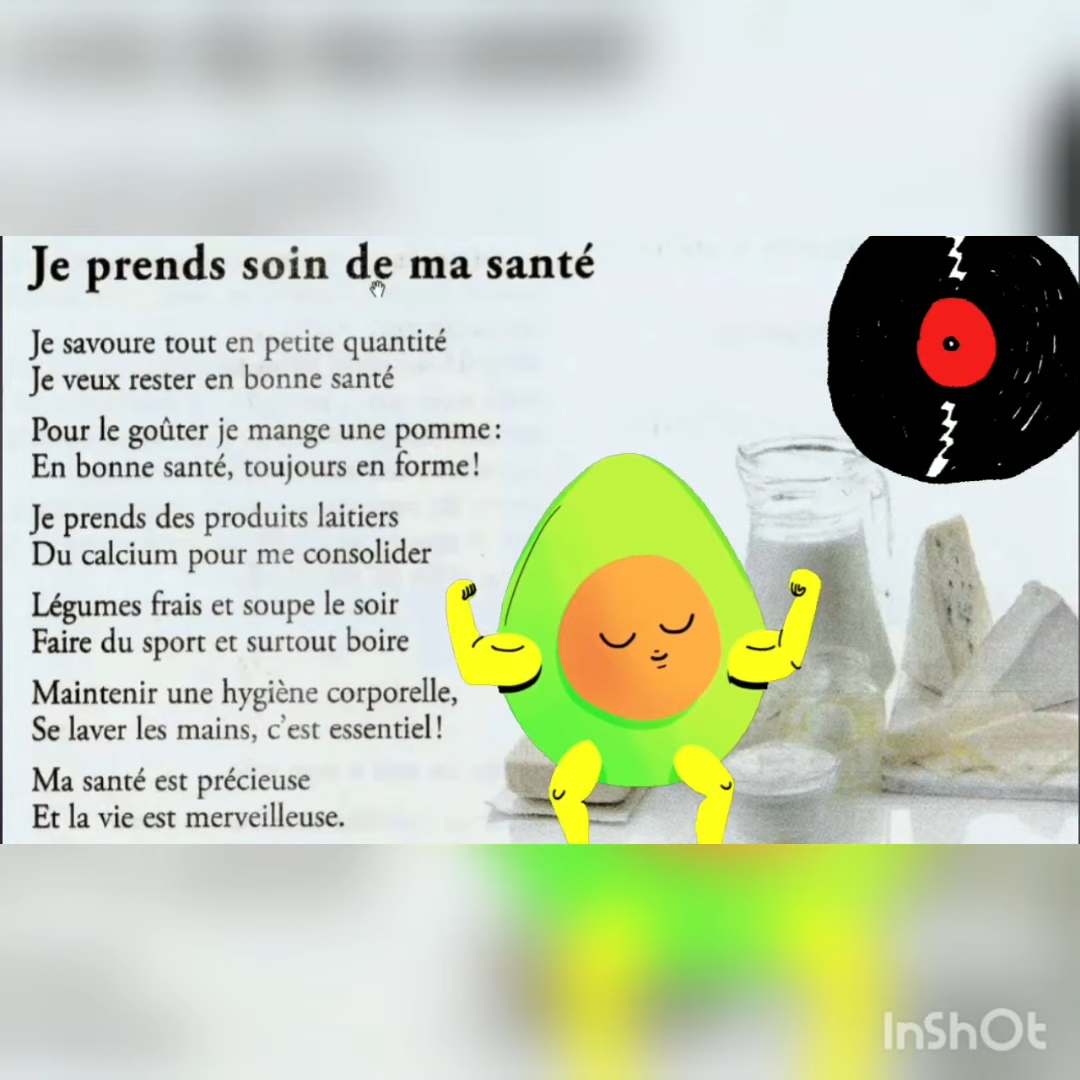 Je prends soin de ma santé
Je savoure tout en petite quantité
Je veux rester en bonne santé
Pour le goûter je mange une pomme:
En bonne santé, toujours en forme!
Je prends des produits laitiers
Du calcium pour me consolider
Légumes frais et soupe le soir
Faire du sport et surtout boire
Maintenir une hygiène corporelle,
Se laver les mains, c'est essentiel!
Ma santé est précieuse
Et la vie est merveilleuse.
InShOt